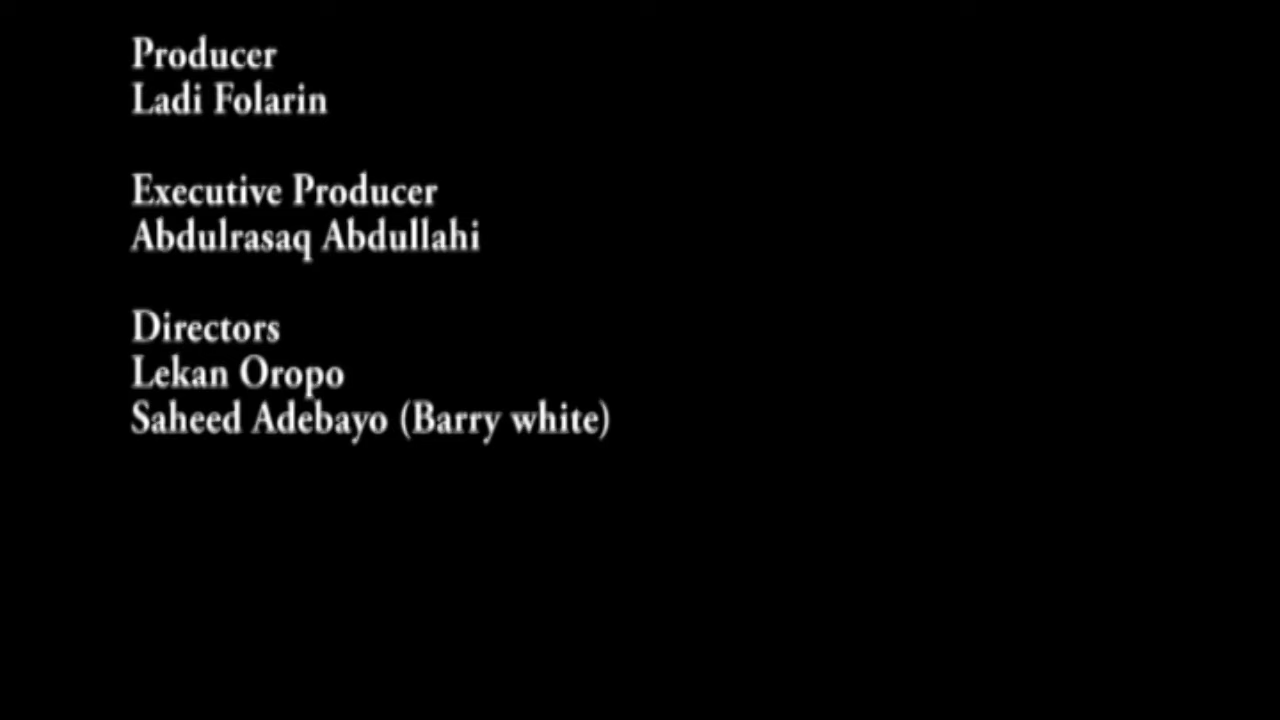 Producer
Ladi Folarin
Executive Producer
Abdulrasaq Abdullahi
Directors
Lekan Oropo
Saheed Adebayo (Barry white)